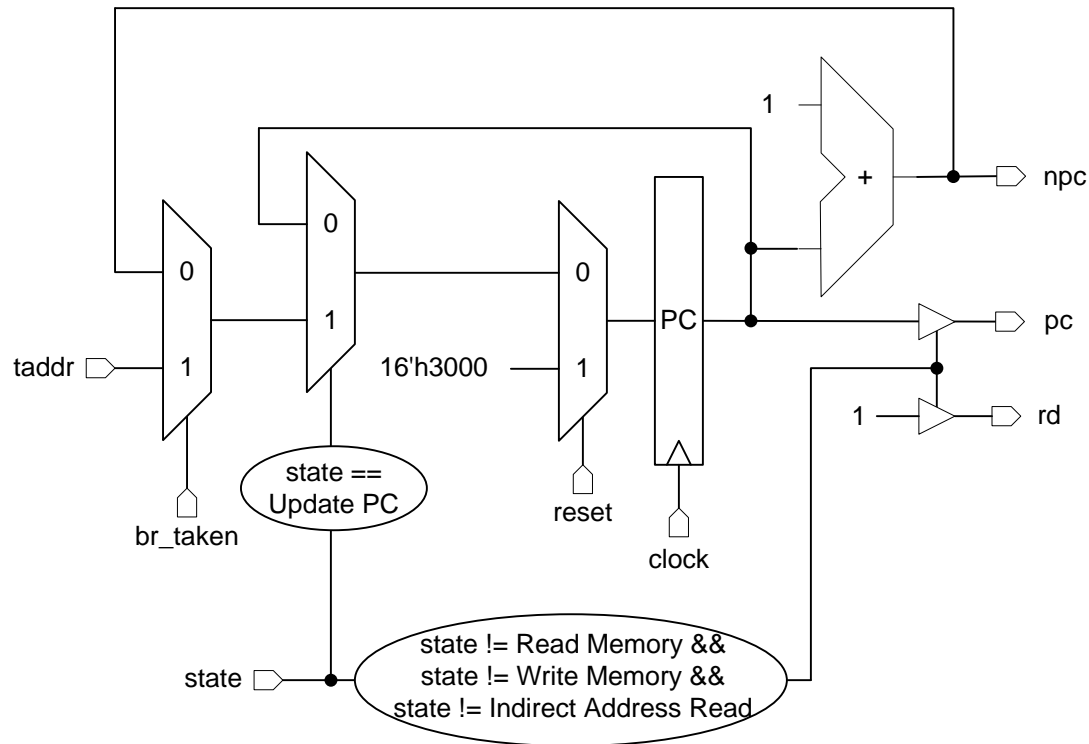 1
+
npc
0
0
0
1
PC
pc
taddr
1
16'h3000
1
1
rd
state ==
Update PC
br_taken
reset
clock
state
state != Read Memory &&
state != Write Memory &&
state != Indirect Address Read